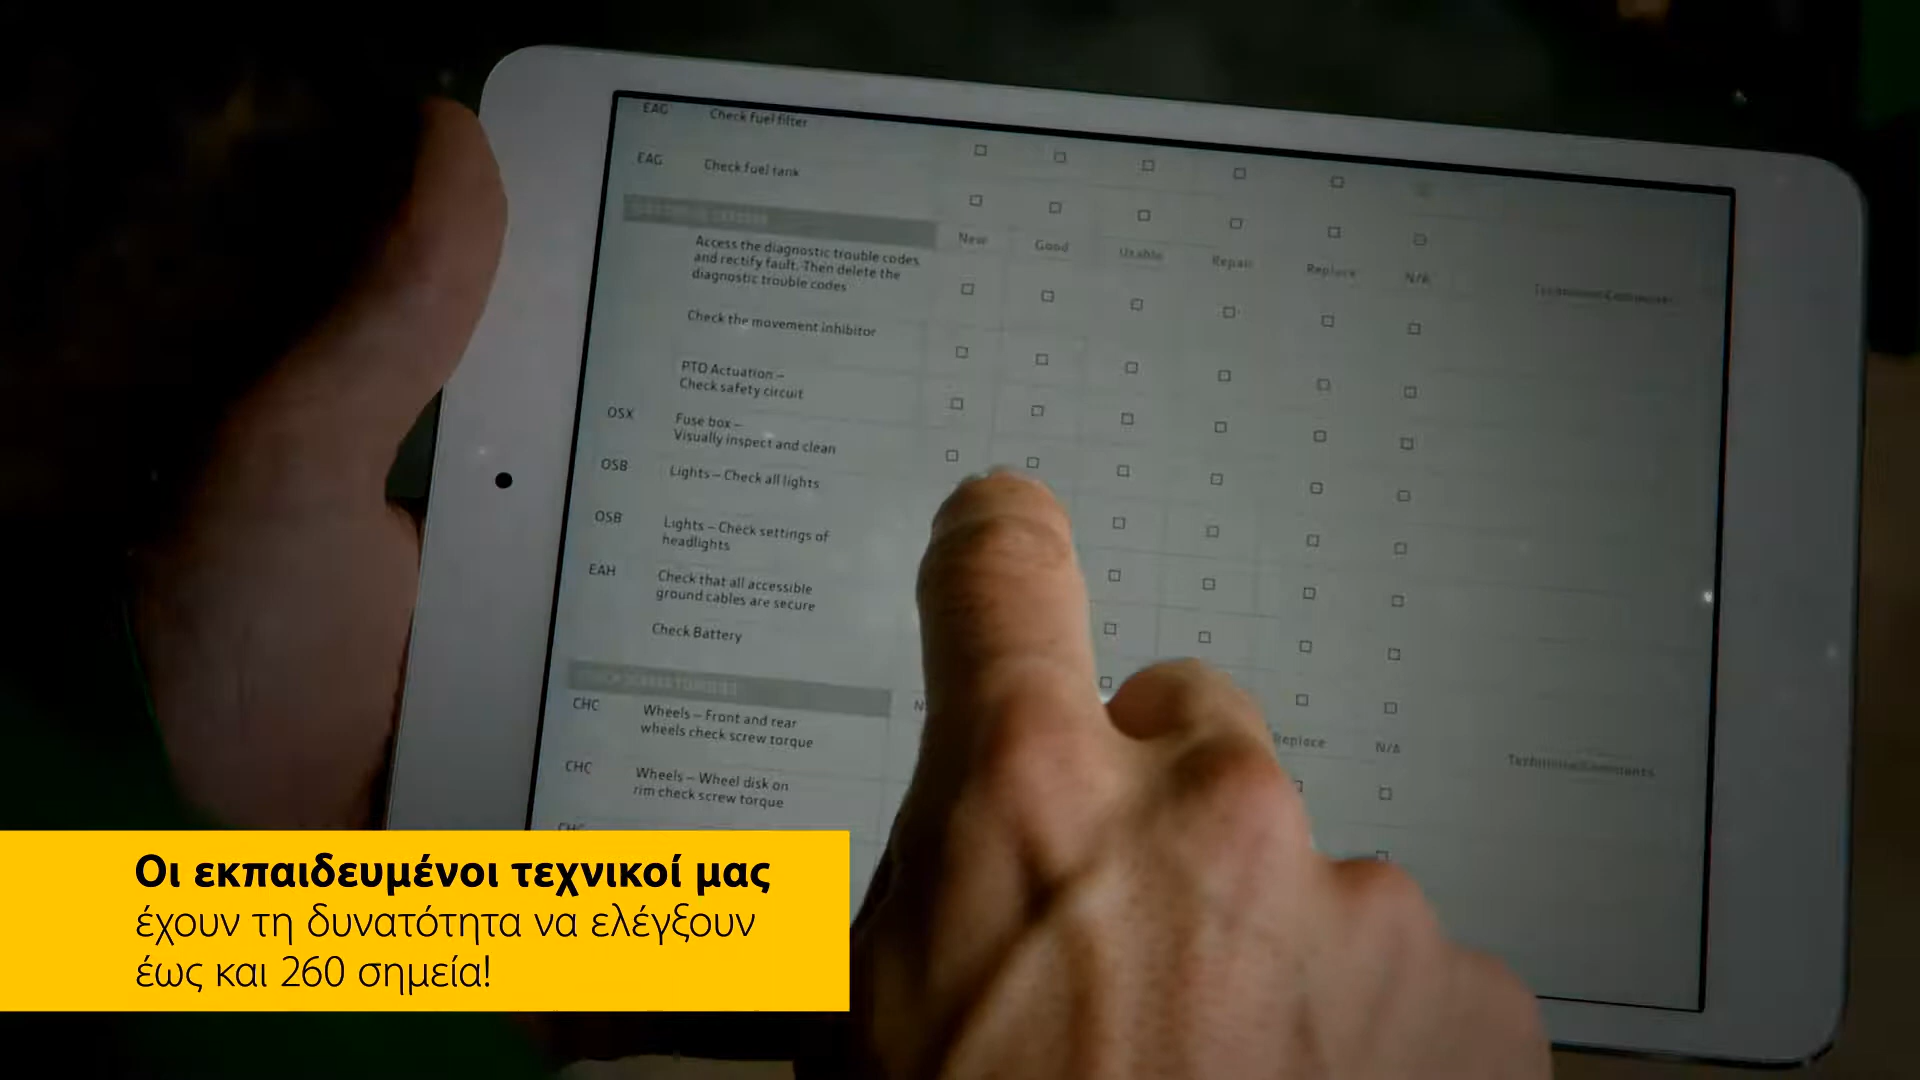 EAG Check fuel filter
EAG Check fuel tank
New Good Usable Repair Replace N/A
Access the diagnostic trouble codes
and rectify fault. Then delete the
diagnostic trouble codes
Check the movement inhibitor
PTO Actuation –
Check safety circuit
OSX Fuse box –
Visually inspect and clean
OSB Lights – Check all lights
OSB Lights – Check settings of
headlights
EAH Check that all accessible
ground cables are secure
Check Battery
Replace N/A
CHC Wheels – Front and rear
wheels check screw torque
CHC Wheels – Wheel disk on
rim check screw torque
Οι εκπαιδευμένοι τεχνικοί μας
έχουν τη δυνατότητα να ελέγξουν
έως και 260 σημεία!